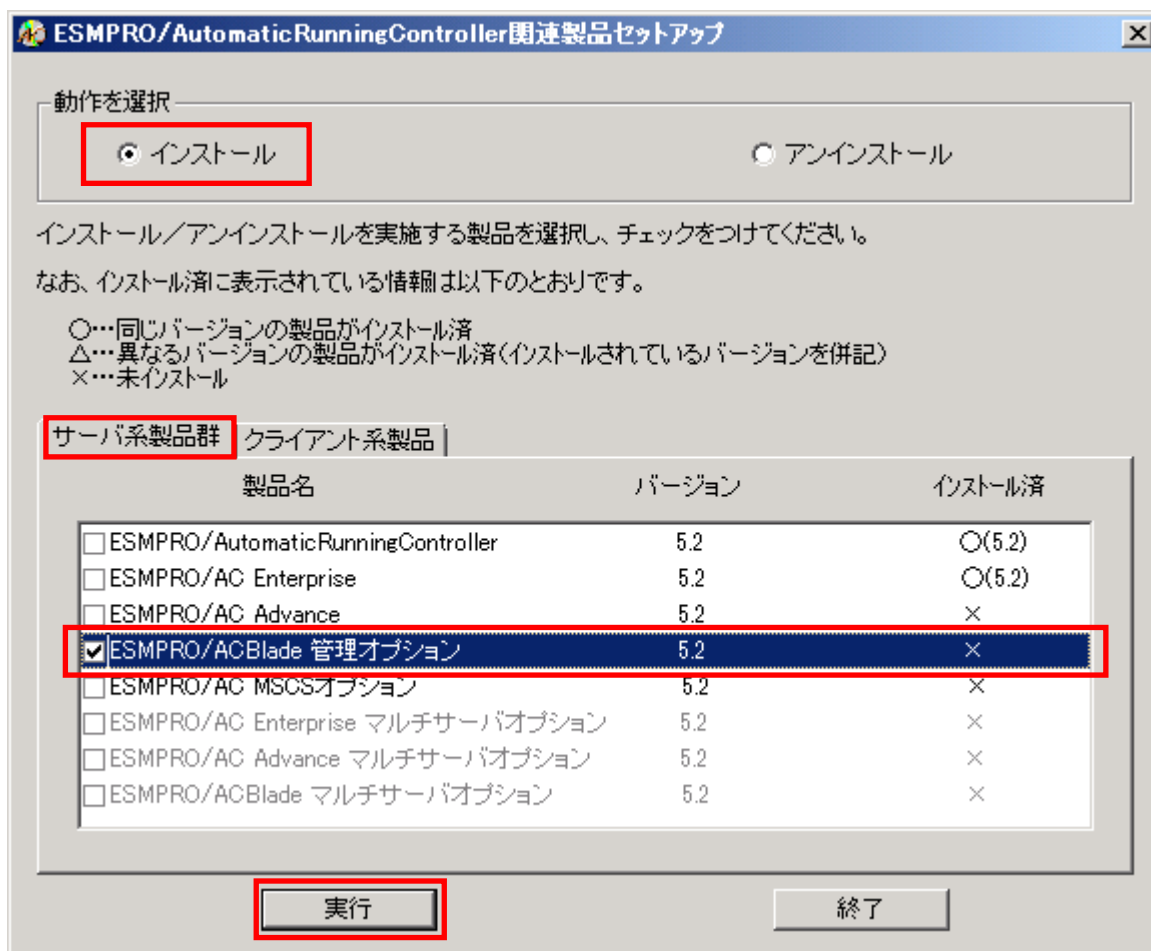 ESMPRO/AutomaticRunningController関連製品セットアップ
動作を選択
インストール アンインストール
インストール／アンインストールを実施する製品を選択し、チェックをつけてください。
なお、インストール済に表示されている情報は以下のとおりです。
○…同じバージョンの製品がインストール済
△…異なるバージョンの製品がインストール済（インストールされているバージョンを併記）
×…未インストール
サーバ系製品群 クライアント系製品
製品名 バージョン インストール済
ESMPRO/AutomaticRunningController 5.2 ○(5.2)
ESMPRO/AC Enterprise 5.2 ○(5.2)
ESMPRO/AC Advance 5.2 ×
ESMPRO/ACBlade 管理オプション 5.2 ×
ESMPRO/AC MSCSオプション 5.2 ×
ESMPRO/AC Enterprise マルチサーバオプション 5.2 ×
ESMPRO/AC Advance マルチサーバオプション 5.2 ×
ESMPRO/ACBlade マルチサーバオプション 5.2 ×
実行 終了